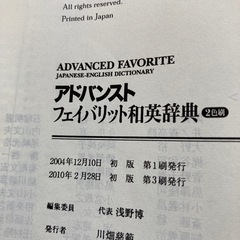 All rights reserved.
Printed in Japan
ADVANCED FAVORITE
JAPANESE-ENGLISH DICTIONARY
アドバンスト
フェイバリット和英辞典 2色刷
2004年12月10日 初 版 第1刷発行
2010年2月28日 初 版 第3刷発行
編集委員 代表 浅野博
発行者 川畑慈範